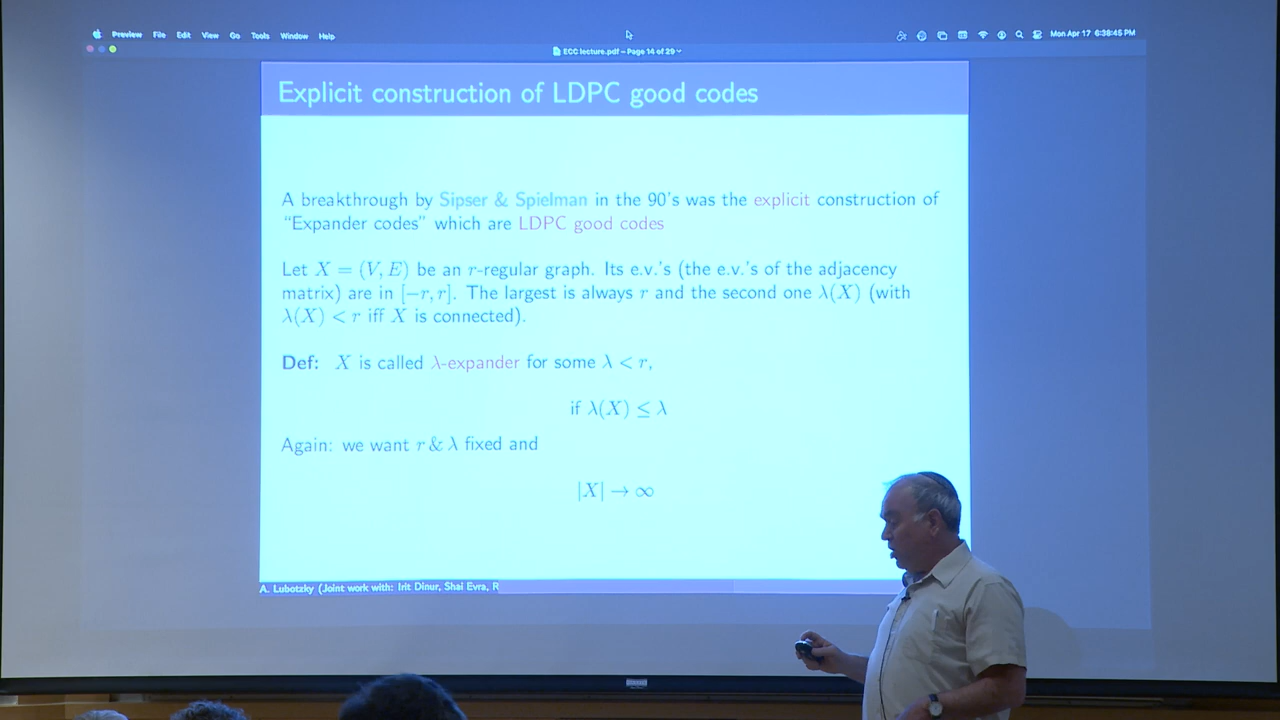 Preview File Edit View Go Tools Window Help
Mon Apr 17 6:38:45 PM
ECC lecture.pdf – Page 14 of 29
Explicit construction of LDPC good codes
A breakthrough by Sipser & Spielman in the 90's was the explicit construction of
“Expander codes” which are LDPC good codes
Let X = (V, E) be an r-regular graph. Its e.v.'s (the e.v.'s of the adjacency
matrix) are in [−r, r]. The largest is always r and the second one λ(X) (with
λ(X) < r iff X is connected).
Def: X is called λ-expander for some λ < r,
if λ(X) ≤ λ
Again: we want r & λ fixed and
|X| → ∞
A. Lubotzky (Joint work with: Irit Dinur, Shai Evra, R